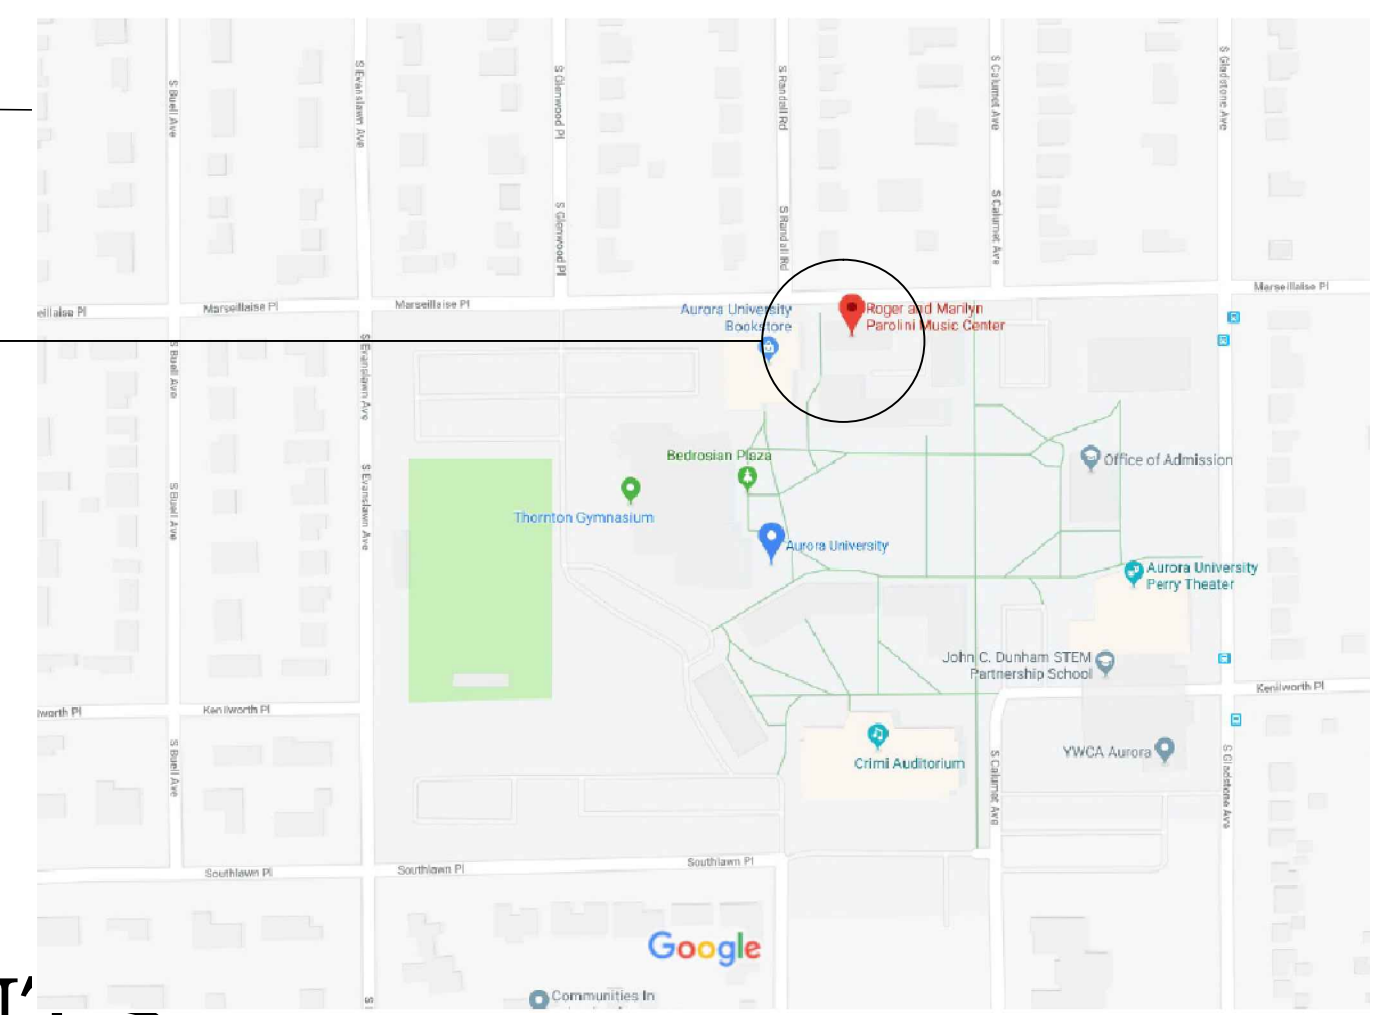 S Buell Ave
S Evanslawn Ave
S Glenwood Pl
S Randall Rd
S Calumet Ave
S Gladstone Ave
S Glenwood Pl
S Randall Rd
S Calumet Ave
eillaise Pl
Marseillaise Pl
Marseillaise Pl
Marseillaise Pl
Aurora University
Bookstore
Roger and Marilyn
Parolini Music Center
S Buell Ave
S Evanslawn Ave
Bedrosian Plaza
Office of Admission
S Buell Ave
S Evanslawn Ave
Thornton Gymnasium
Aurora University
Aurora University
Perry Theater
John C. Dunham STEM
Partnership School
Kenilworth Pl
lworth Pl
Kenilworth Pl
S Buell Ave
Crimi Auditorium
S Calumet Ave
YWCA Aurora
S Gladstone Ave
Southlawn Pl
Southlawn Pl
Southlawn Pl
Google
Communities In